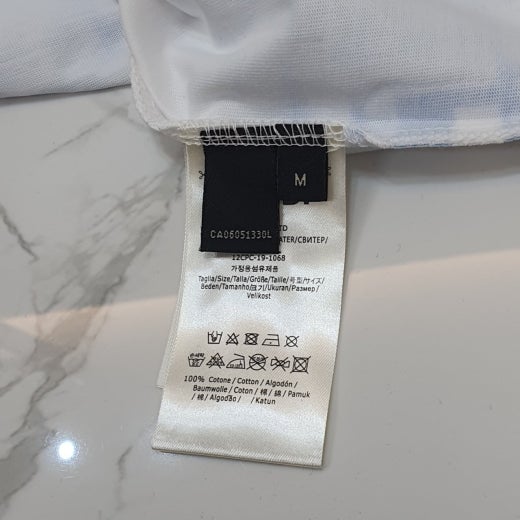 M
CA06051330L
TD
ATER/СВИТЕР/
12CPC-19-1068
가정용섬유제품
Taglia/Size/Talla/Größe/Taille/号型/サイズ/
Beden/Tamanho/크기/Ukuran/Размер/
Velikost
100% Cotone / Cotton / Algodón /
Baumwolle / Coton / 棉 / 綿 / Pamuk
/ 棉/ Algodão / / Katun